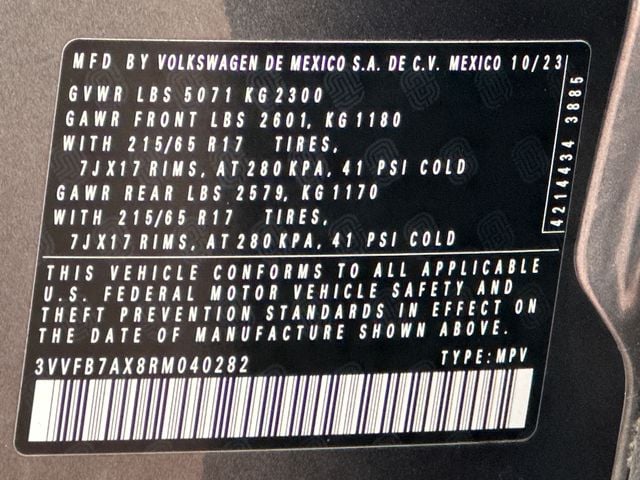 MFD BY VOLKSWAGEN DE MEXICO S.A. DE C.V. MEXICO 10/23
GVWR LBS 5071 KG 2300
GAWR FRONT LBS 2601, KG 1180
WITH 215/65 R17 TIRES,
7JX17 RIMS, AT 280 KPA, 41 PSI COLD
GAWR REAR LBS 2579, KG 1170
WITH 215/65 R17 TIRES,
7JX17 RIMS, AT 280 KPA, 41 PSI COLD
4214434 3885
THIS VEHICLE CONFORMS TO ALL APPLICABLE
U.S. FEDERAL MOTOR VEHICLE SAFETY AND
THEFT PREVENTION STANDARDS IN EFFECT ON
THE DATE OF MANUFACTURE SHOWN ABOVE.
3VVFB7AX8RM040282 TYPE: MPV